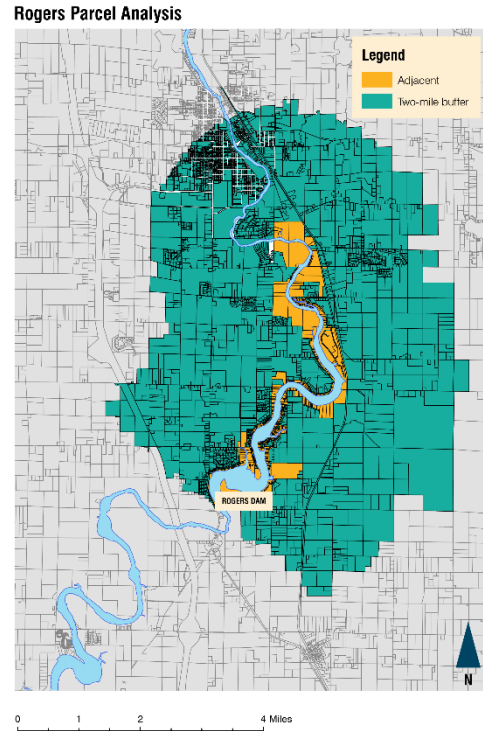 Rogers Parcel Analysis
Legend
Adjacent
Two-mile buffer
ROGERS DAM
N
0 1 2 4 Miles